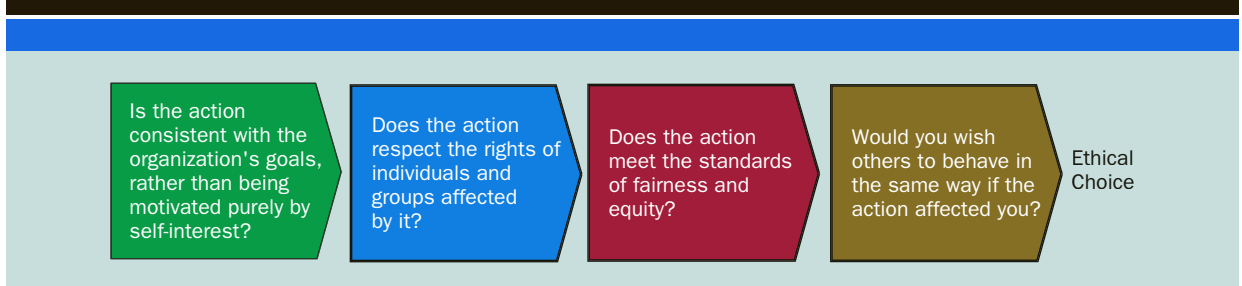 Is the action
consistent with the
organization's goals,
rather than being
motivated purely by
self-interest?
Does the action
respect the rights of
individuals and
groups affected
by it?
Does the action
meet the standards
of fairness and
equity?
Would you wish
others to behave in
the same way if the
action affected you?
Ethical
Choice